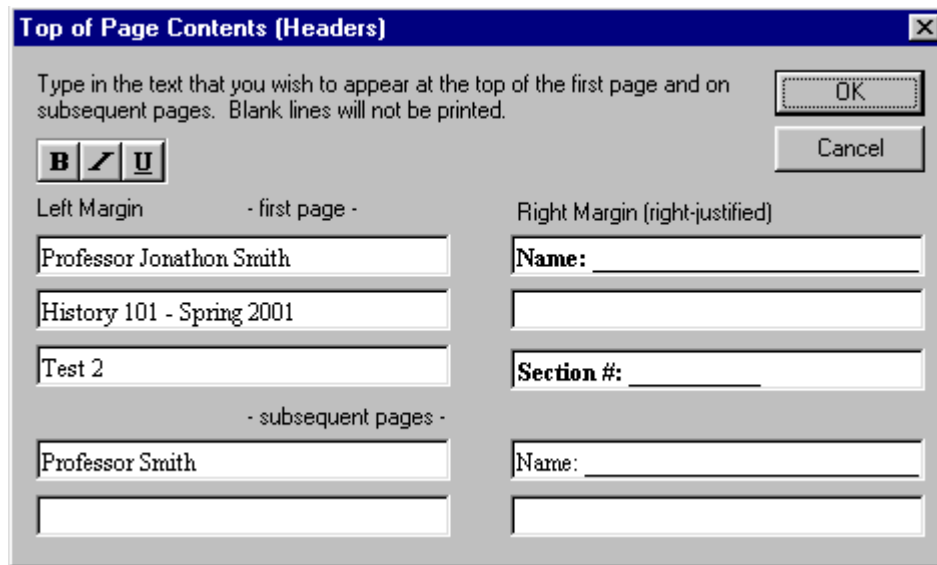 Top of Page Contents (Headers)
Type in the text that you wish to appear at the top of the first page and on
subsequent pages. Blank lines will not be printed.
OK
Cancel
B I U
Left Margin - first page - Right Margin (right-justified)
Professor Jonathon Smith Name: ____________________
History 101 - Spring 2001
Test 2 Section #: __________
- subsequent pages -
Professor Smith Name: ____________________